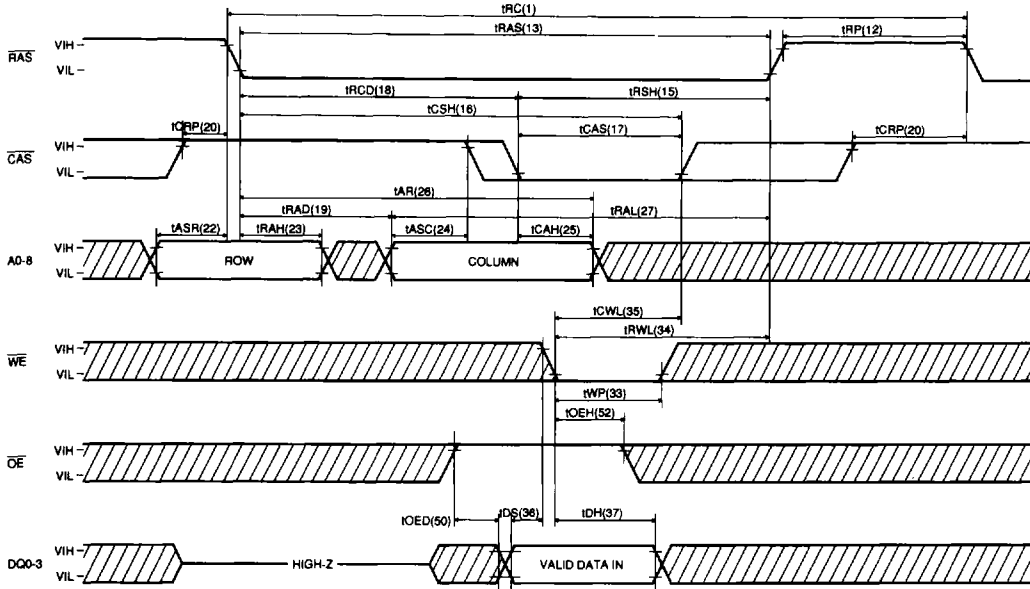 tRC(1)
tRAS(13)
tRP(12)
RAS
VIH
VIL
tRCD(18)
tRSH(15)
tCSH(16)
tCRP(20)
tCAS(17)
tCRP(20)
CAS
VIH
VIL
tAR(26)
tRAD(19)
tRAL(27)
tASR(22)
tRAH(23)
tASC(24)
tCAH(25)
A0-8
VIH
VIL
ROW
COLUMN
tCWL(35)
tRWL(34)
WE
VIH
VIL
tWP(33)
tOEH(52)
OE
VIH
VIL
tOED(50)
tDS(36)
tDH(37)
DQ0-3
VIH
VIL
HIGH-Z
VALID DATA IN